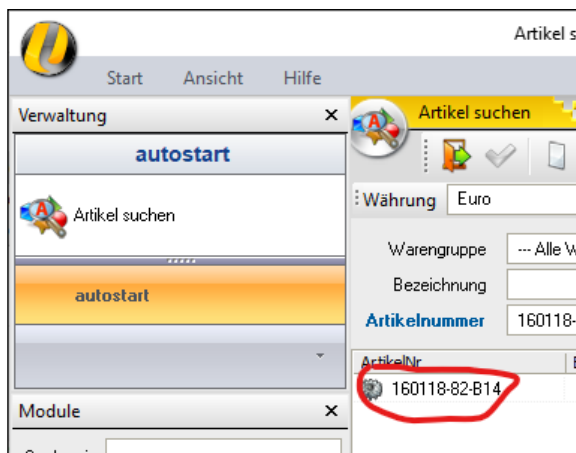 Artikel s
Start Ansicht Hilfe
Verwaltung
autostart
Artikel suchen
autostart
Module
Artikel suchen
Währung Euro
Warengruppe --- Alle W
Bezeichnung
Artikelnummer 160118-
ArtikelNr
160118-82-B14